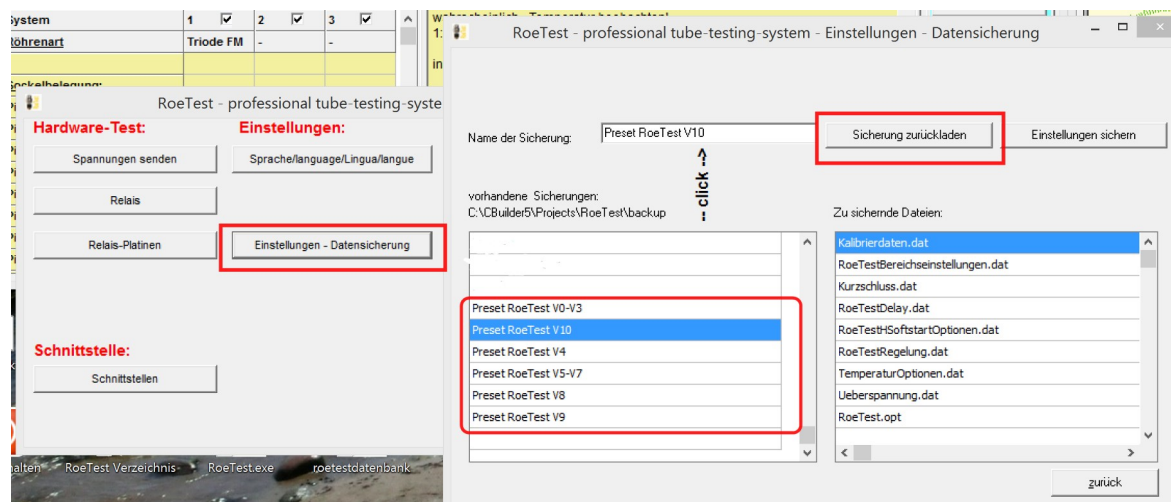 System 1 2 3
Röhrenart Triode FM - -
Sockelbelegung:
RoeTest - professional tube-testing-syste
Hardware-Test: Einstellungen:
Spannungen senden Sprache/language/Lingua/langue
Relais
Relais-Platinen Einstellungen - Datensicherung
Schnittstelle:
Schnittstellen
RoeTest Verzeichnis- RoeTest.exe roetestdatenbank
RoeTest - professional tube-testing-system - Einstellungen - Datensicherung
Name der Sicherung: Preset RoeTest V10 Sicherung zurückladen Einstellungen sichern
-- click -->
vorhandene Sicherungen:
C:\CBuilder5\Projects\RoeTest\backup
Zu sichernde Dateien:
Preset RoeTest V0-V3
Preset RoeTest V10
Preset RoeTest V4
Preset RoeTest V5-V7
Preset RoeTest V8
Preset RoeTest V9
Kalibrierdaten.dat
RoeTestBereichseinstellungen.dat
Kurzschluss.dat
RoeTestDelay.dat
RoeTestHSoftstartOptionen.dat
RoeTestRegelung.dat
TemperaturOptionen.dat
Ueberspannung.dat
RoeTest.opt
zurück